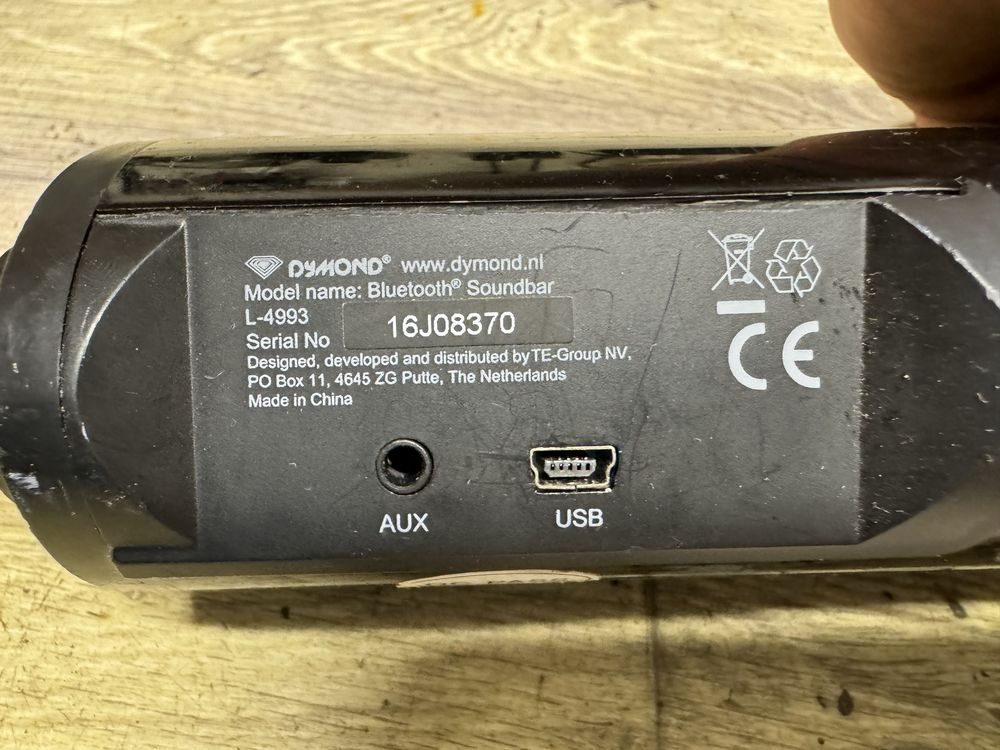 DYMOND® www.dymond.nl
Model name: Bluetooth® Soundbar
L-4993
Serial No 16J08370
Designed, developed and distributed by TE-Group NV,
PO Box 11, 4645 ZG Putte, The Netherlands
Made in China
CE
AUX
USB